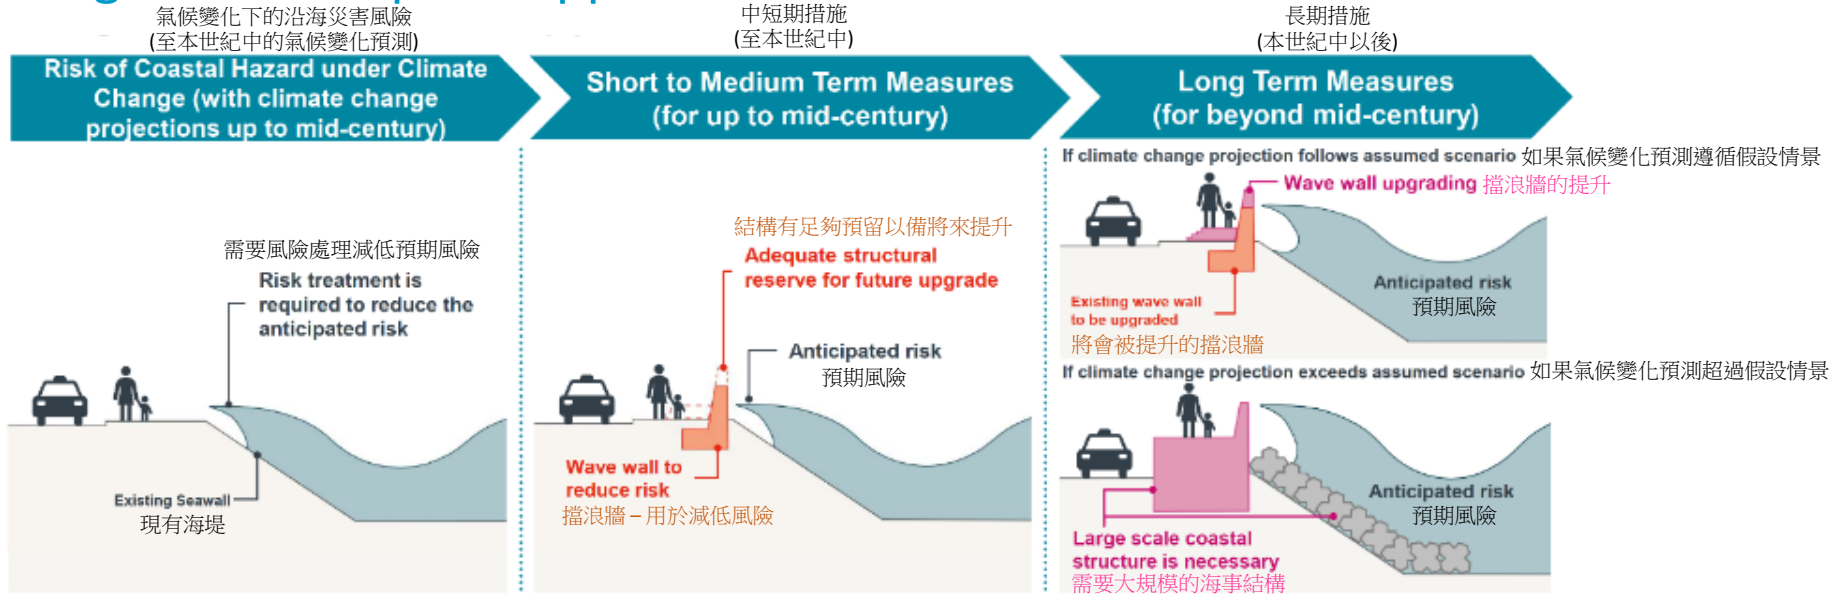 氣候變化下的沿海災害風險
(至本世紀中的氣候變化預測)
Risk of Coastal Hazard under Climate
Change (with climate change
projections up to mid-century)
需要風險處理減低預期風險
Risk treatment is
required to reduce the
anticipated risk
Existing Seawall
現有海堤
中短期措施
(至本世紀中)
Short to Medium Term Measures
(for up to mid-century)
結構有足夠預留以備將來提升
Adequate structural
reserve for future upgrade
Anticipated risk
預期風險
Wave wall to
reduce risk
擋浪牆 – 用於減低風險
長期措施
(本世紀中以後)
Long Term Measures
(for beyond mid-century)
If climate change projection follows assumed scenario 如果氣候變化預測遵循假設情景
Wave wall upgrading 擋浪牆的提升
Anticipated risk
預期風險
Existing wave wall
to be upgraded
將會被提升的擋浪牆
If climate change projection exceeds assumed scenario 如果氣候變化預測超過假設情景
Anticipated risk
預期風險
Large scale coastal
structure is necessary
需要大規模的海事結構